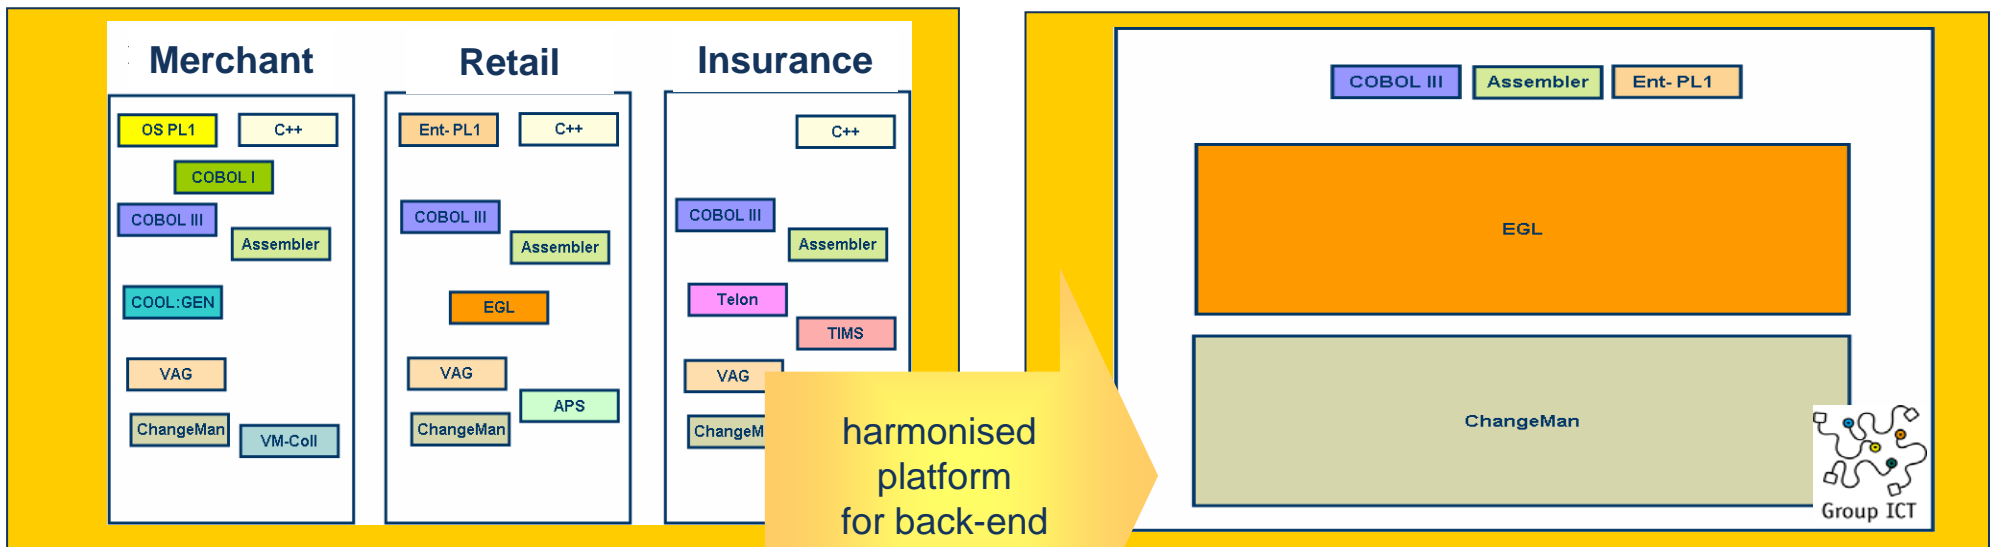 Merchant
OS PL1
C++
COBOL I
COBOL III
Assembler
COOL:GEN
VAG
ChangeMan
VM-Coll
Retail
Ent- PL1
C++
COBOL III
Assembler
EGL
VAG
APS
ChangeMan
Insurance
C++
COBOL III
Assembler
Telon
TIMS
VAG
ChangeM
harmonised
platform
for back-end
COBOL III
Assembler
Ent- PL1
EGL
ChangeMan
Group ICT